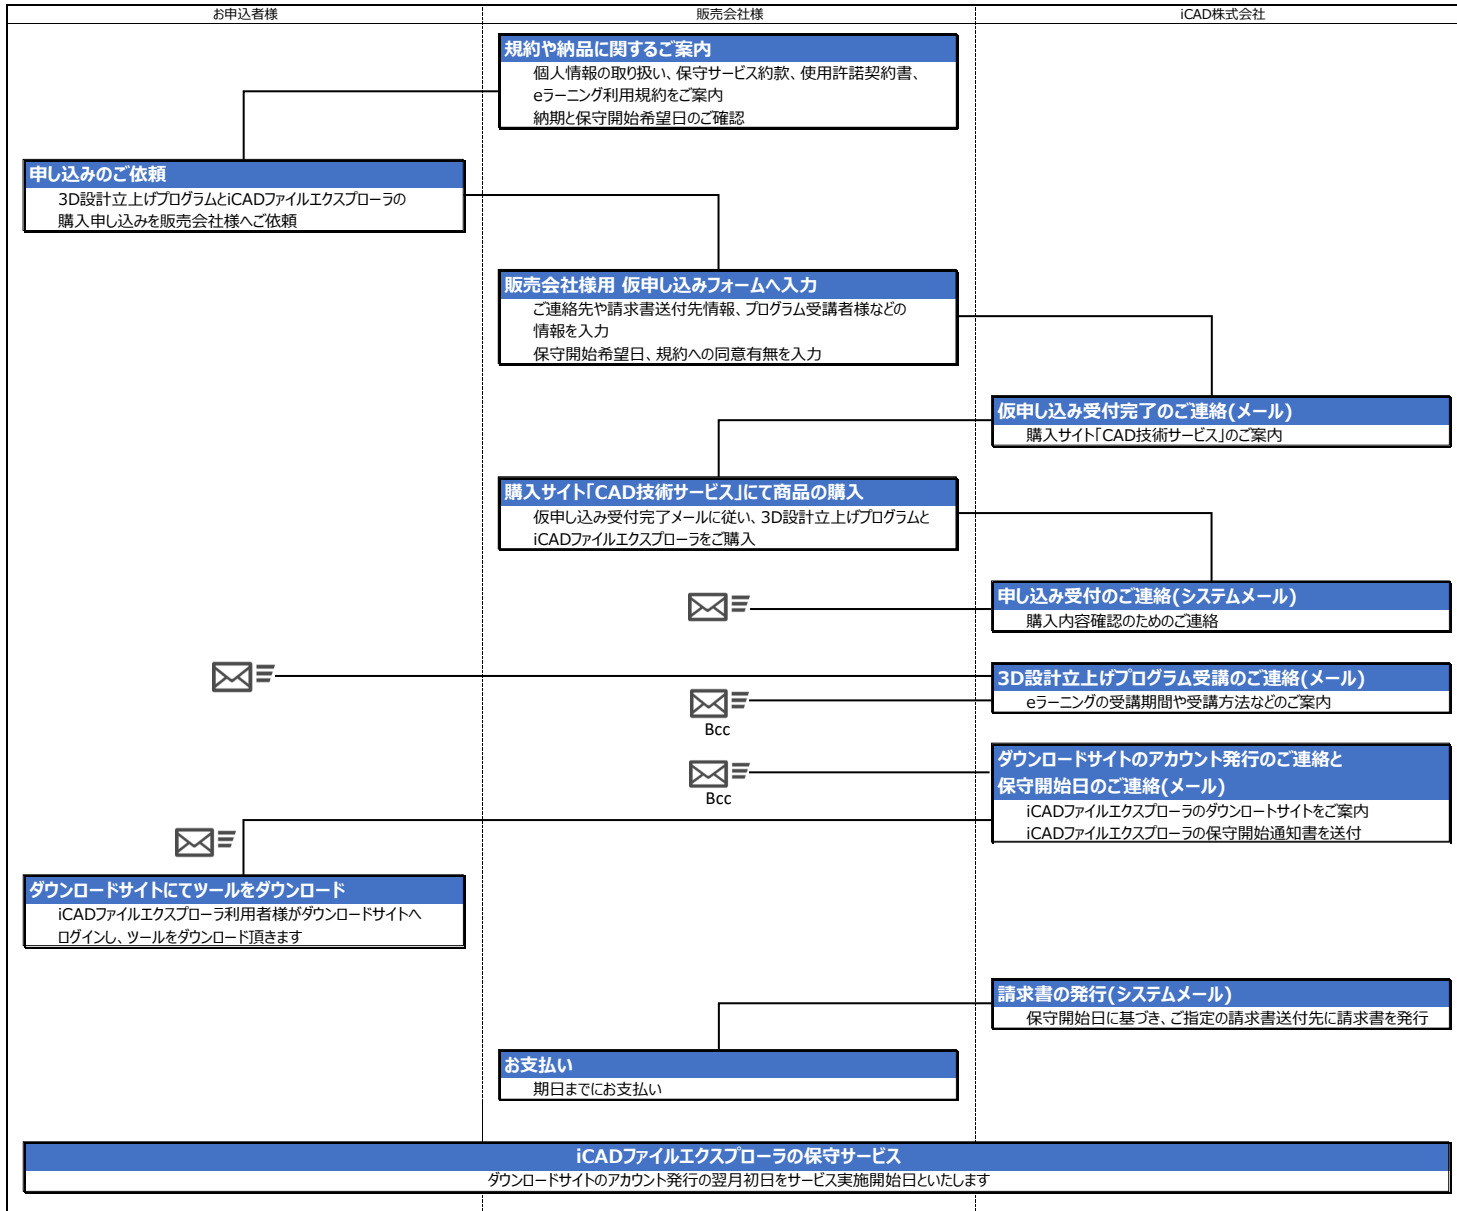 お申込者様
販売会社様
iCAD株式会社
規約や納品に関するご案内
個人情報の取り扱い、保守サービス約款、使用許諾契約書、
eラーニング利用規約をご案内
納期と保守開始希望日のご確認
申し込みのご依頼
3D設計立上げプログラムとiCADファイルエクスプローラの
購入申し込みを販売会社様へご依頼
販売会社様用 仮申し込みフォームへ入力
ご連絡先や請求書送付先情報、プログラム受講者様などの
情報を入力
保守開始希望日、規約への同意有無を入力
仮申し込み受付完了のご連絡(メール)
購入サイト「CAD技術サービス」のご案内
購入サイト「CAD技術サービス」にて商品の購入
仮申し込み受付完了メールに従い、3D設計立上げプログラムと
iCADファイルエクスプローラをご購入
申し込み受付のご連絡(システムメール)
購入内容確認のためのご連絡
3D設計立上げプログラム受講のご連絡(メール)
eラーニングの受講期間や受講方法などのご案内
Bcc
ダウンロードサイトのアカウント発行のご連絡と
保守開始日のご連絡(メール)
iCADファイルエクスプローラのダウンロートサイトをご案内
iCADファイルエクスプローラの保守開始通知書を送付
Bcc
ダウンロードサイトにてツールをダウンロード
iCADファイルエクスプローラ利用者様がダウンロードサイトへ
ログインし、ツールをダウンロード頂きます
請求書の発行(システムメール)
保守開始日に基づき、ご指定の請求書送付先に請求書を発行
お支払い
期日までにお支払い
iCADファイルエクスプローラの保守サービス
ダウンロードサイトのアカウント発行の翌月初日をサービス実施開始日といたします